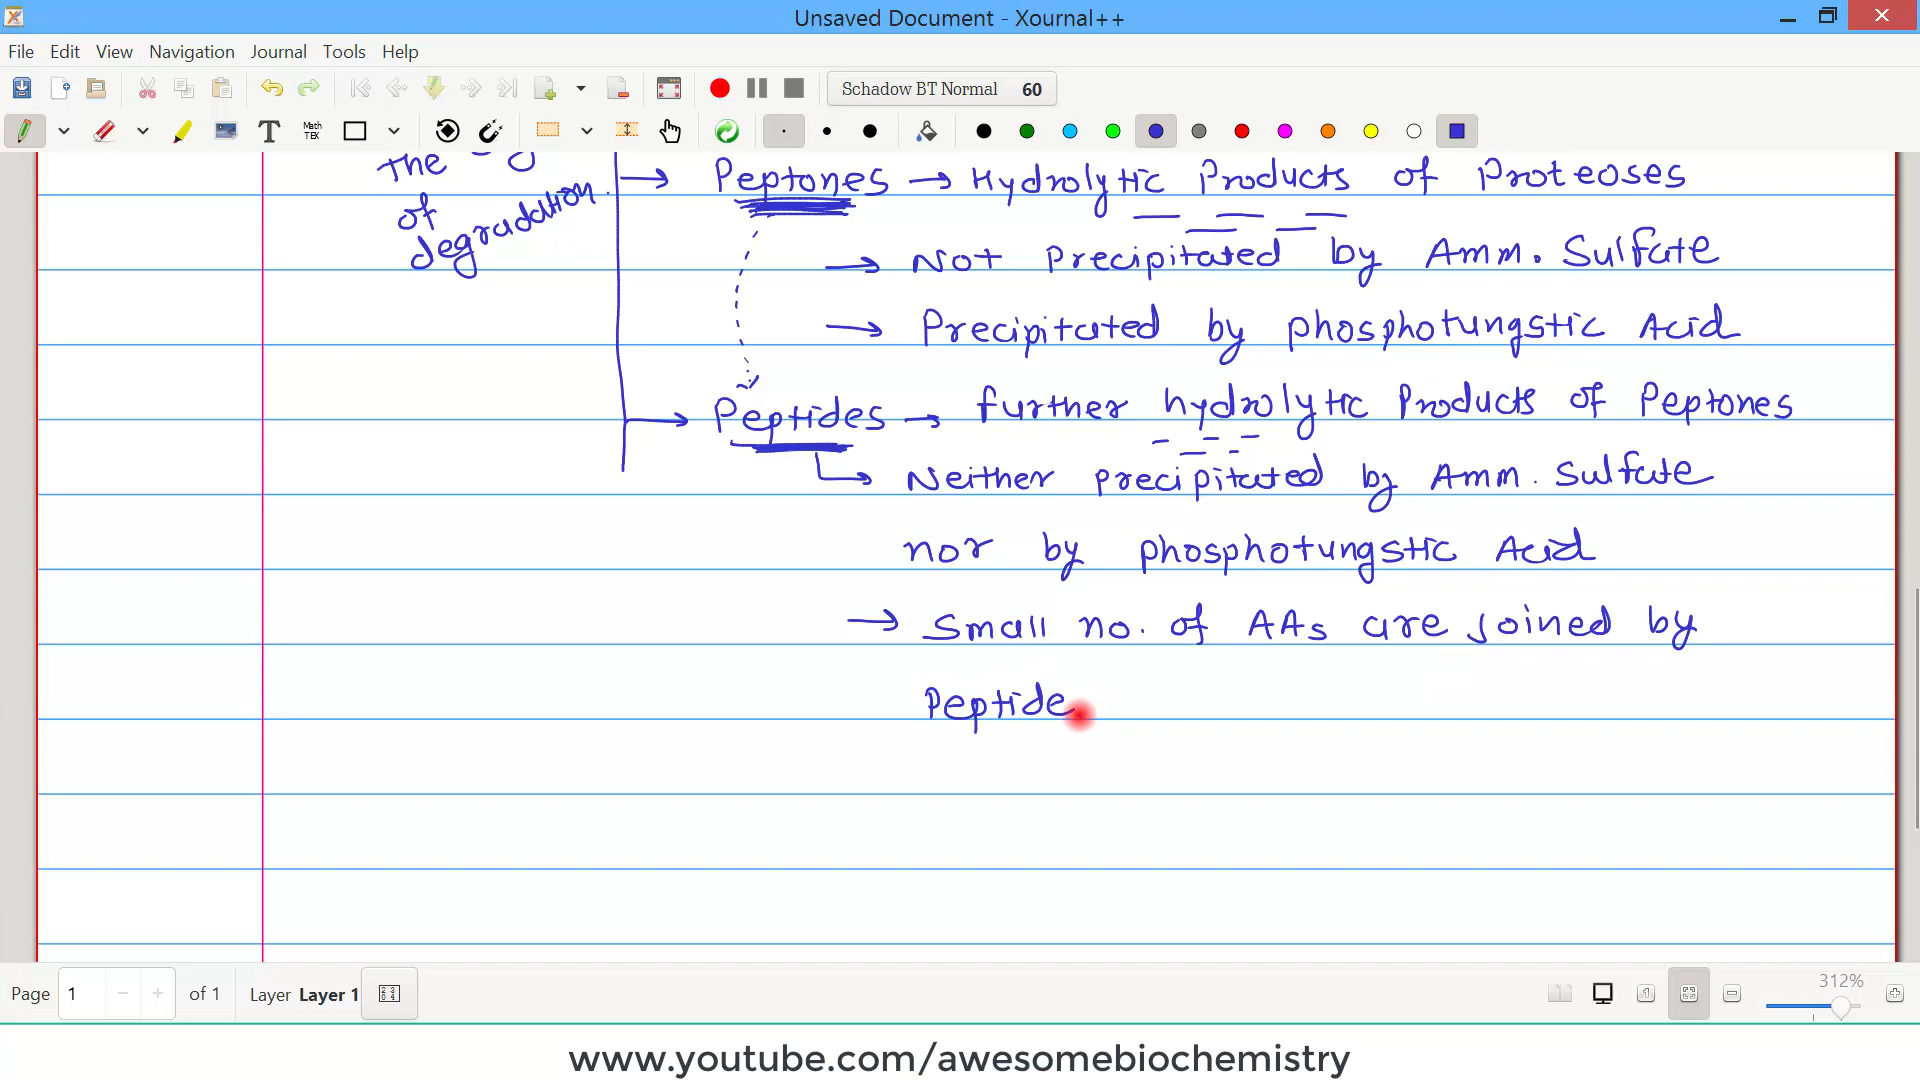 Unsaved Document - Xournal++
File Edit View Navigation Journal Tools Help
Schadow BT Normal 60
Math TEX
the
of
degradation.
→ Peptones → Hydrolytic Products of Proteoses
→ Not Precipitated by Amm. Sulfate
→ Precipitated by phosphotungstic Acid
→ Peptides → further hydrolytic Products of Peptones
→ Neither precipitated by Amm. Sulfate
nor by phosphotungstic Acid
→ Small no. of AAs are joined by
Peptide
Page 1 of 1 Layer Layer 1 312%
www.youtube.com/awesomebiochemistry